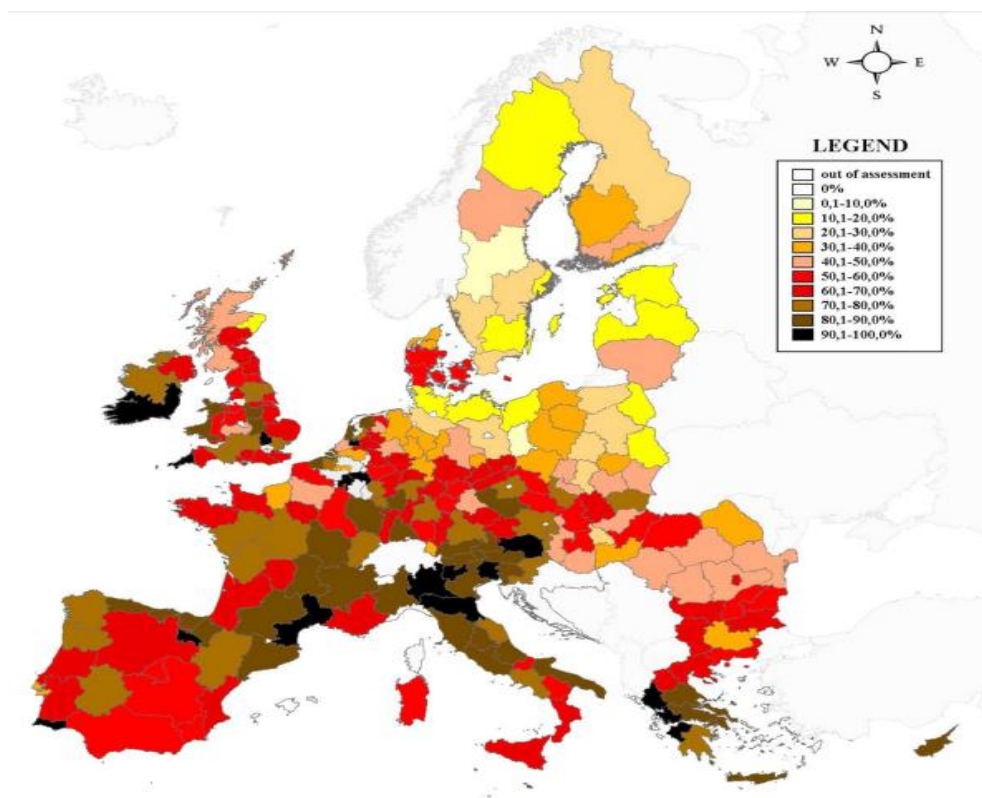 N
W E
S
LEGEND
out of assessment
0%
0,1-10,0%
10,1-20,0%
20,1-30,0%
30,1-40,0%
40,1-50,0%
50,1-60,0%
60,1-70,0%
70,1-80,0%
80,1-90,0%
90,1-100,0%